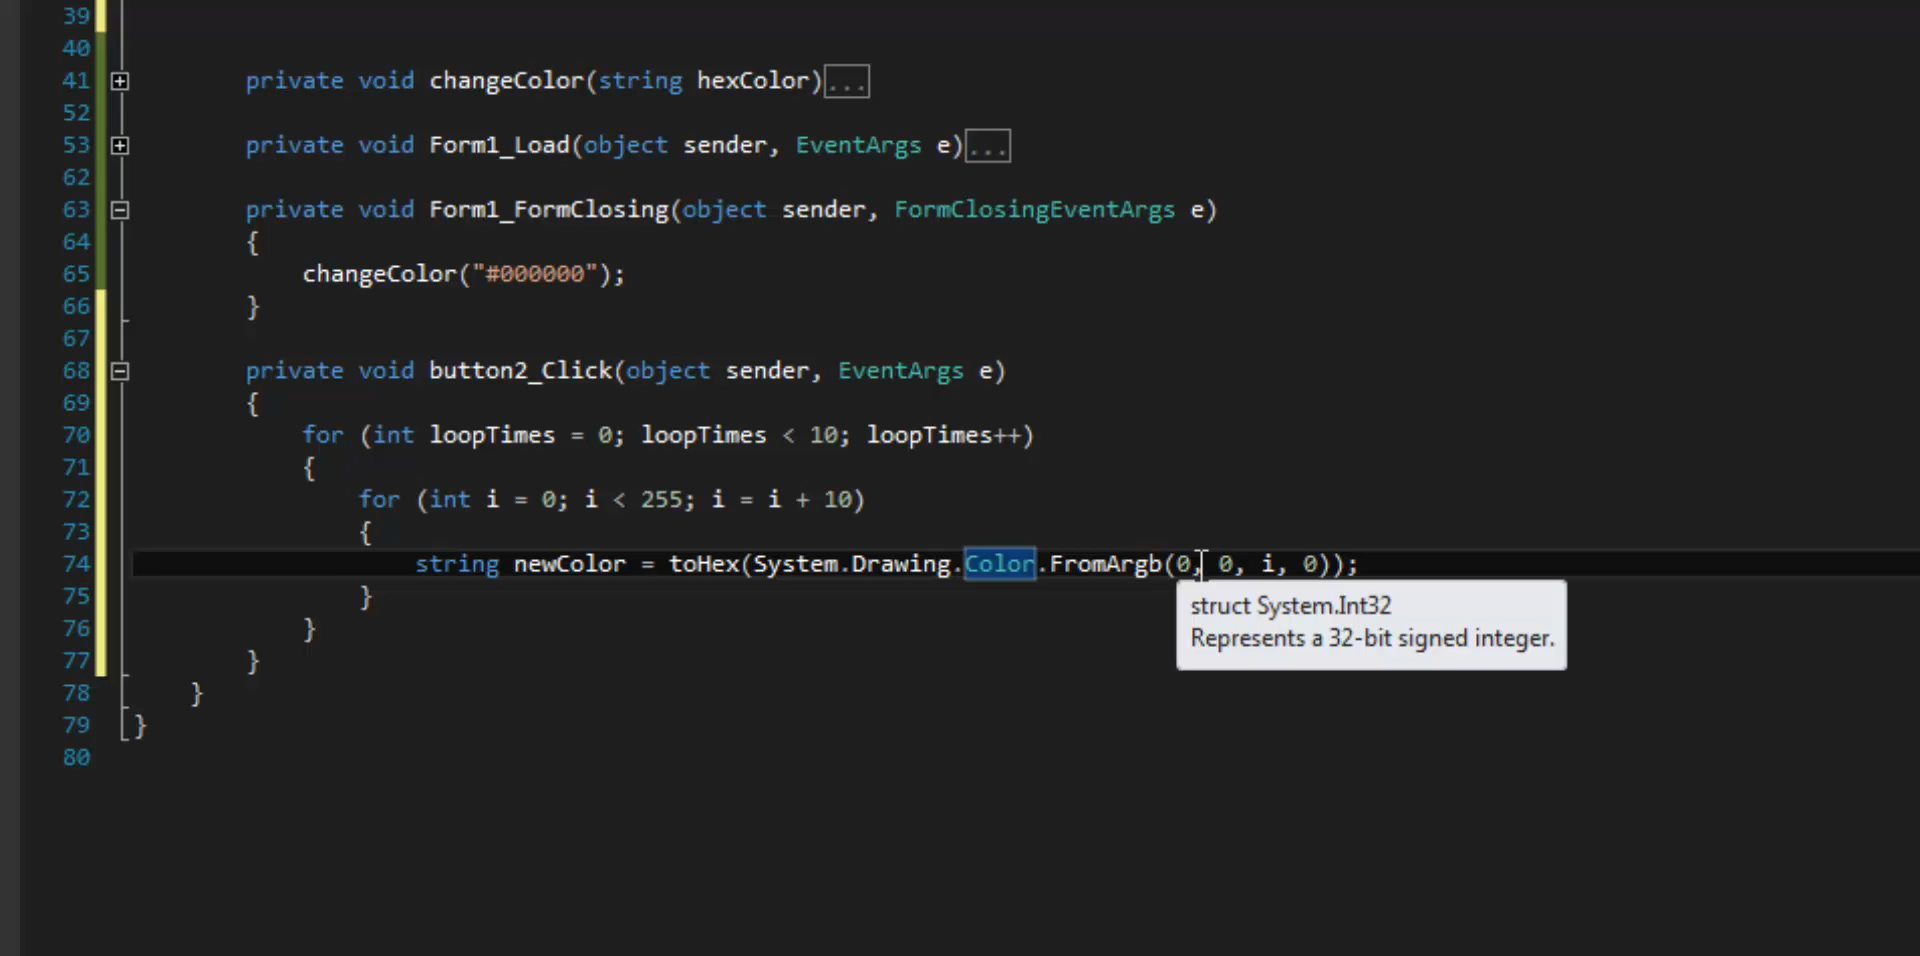 39
40
41 private void changeColor(string hexColor)...
52
53 private void Form1_Load(object sender, EventArgs e)...
62
63 private void Form1_FormClosing(object sender, FormClosingEventArgs e)
64 {
65 changeColor("#000000");
66 }
67
68 private void button2_Click(object sender, EventArgs e)
69 {
70 for (int loopTimes = 0; loopTimes < 10; loopTimes++)
71 {
72 for (int i = 0; i < 255; i = i + 10)
73 {
74 string newColor = toHex(System.Drawing.Color.FromArgb(0, 0, i, 0));
75 }
struct System.Int32
76 }
Represents a 32-bit signed integer.
77 }
78 }
79 }
80